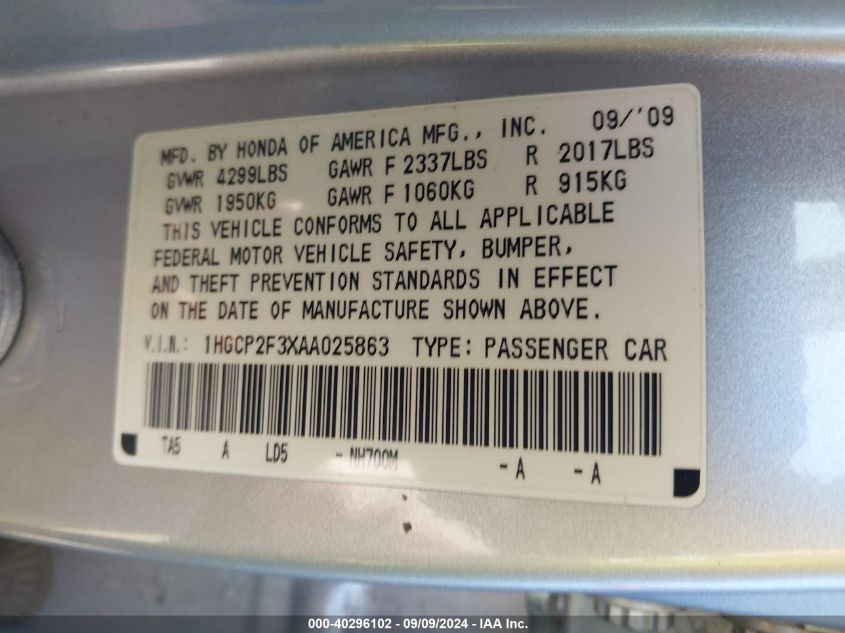 MFD. BY HONDA OF AMERICA MFG., INC. 09/'09
GVWR 4299LBS GAWR F 2337LBS R 2017LBS
GVWR 1950KG GAWR F 1060KG R 915KG
THIS VEHICLE CONFORMS TO ALL APPLICABLE
FEDERAL MOTOR VEHICLE SAFETY, BUMPER,
AND THEFT PREVENTION STANDARDS IN EFFECT
ON THE DATE OF MANUFACTURE SHOWN ABOVE.
V.I.N.: 1HGCP2F3XAA025863 TYPE: PASSENGER CAR
TA5 A LD5 - NH700M - A - A
000-40296102 - 09/09/2024 - IAA Inc.